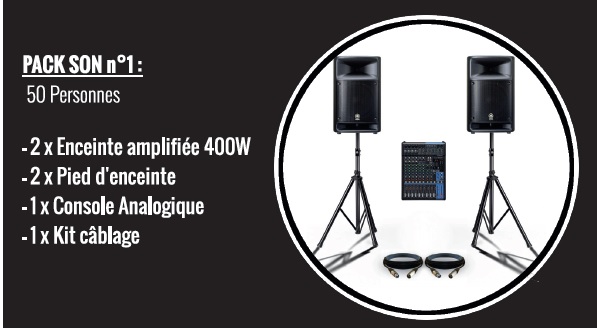 PACK SON n°1 :
50 Personnes
- 2 x Enceinte amplifiée 400W
- 2 x Pied d'enceinte
- 1 x Console Analogique
- 1 x Kit câblage